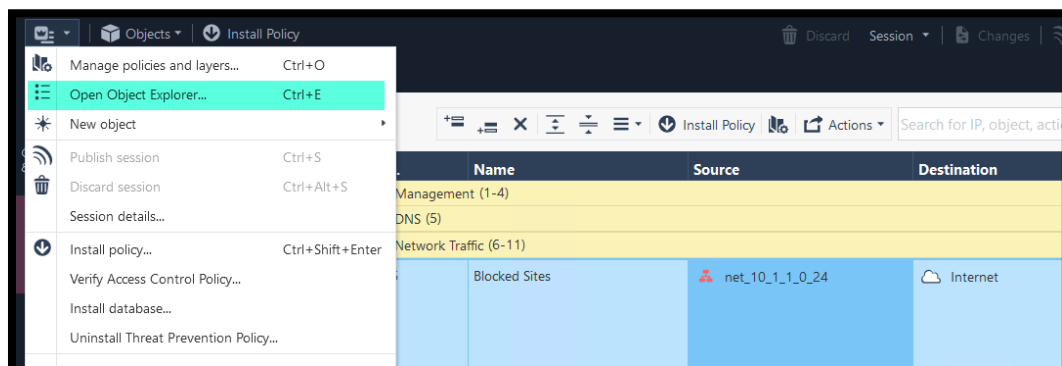 Objects Install Policy Discard Session Changes
Manage policies and layers... Ctrl+O
Open Object Explorer... Ctrl+E
New object
Publish session Ctrl+S
Discard session Ctrl+Alt+S
Session details...
Install policy... Ctrl+Shift+Enter
Verify Access Control Policy...
Install database...
Uninstall Threat Prevention Policy...
Install Policy Actions Search for IP, object, acti
Name Source Destination
Management (1-4)
DNS (5)
Network Traffic (6-11)
Blocked Sites net_10_1_1_0_24 Internet